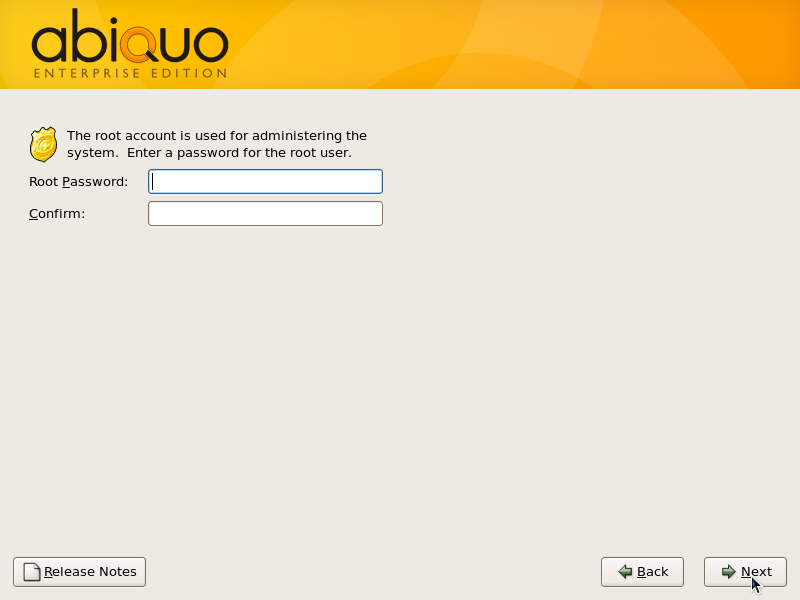 abiquo
ENTERPRISE EDITION
The root account is used for administering the
system.  Enter a password for the root user.
Root Password:
Confirm:
Release Notes
Back
Next